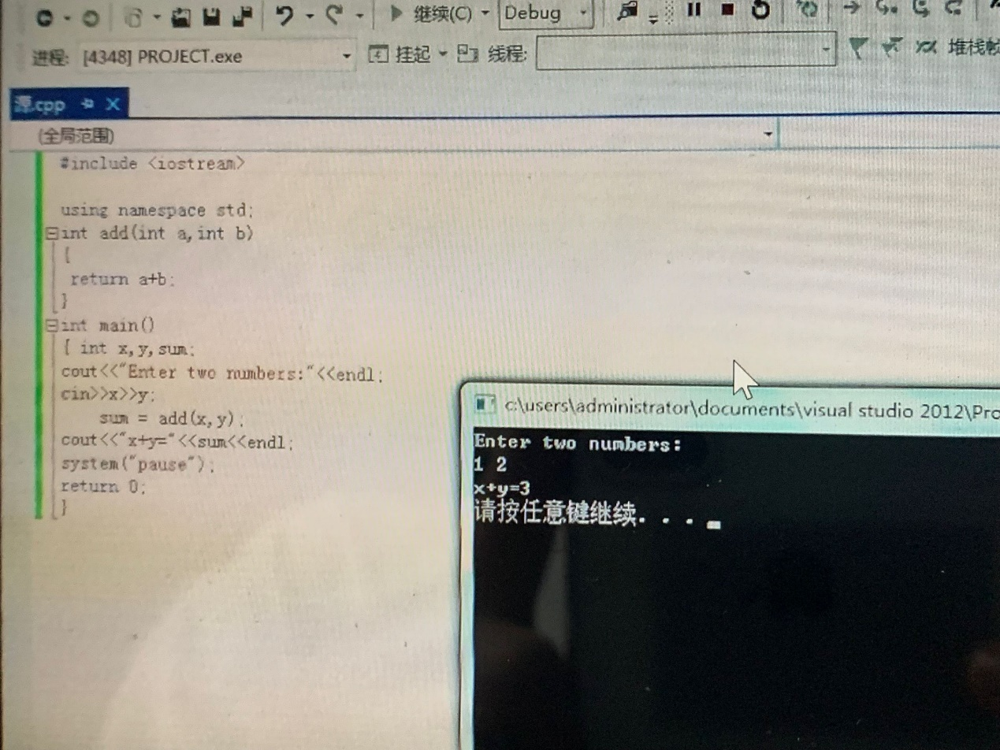 继续(C) Debug
进程: [4348] PROJECT.exe 挂起 线程: 堆栈帧
源.cpp
(全局范围)
#include <iostream>
using namespace std;
int add(int a,int b)
{
return a+b;
}
int main()
{ int x,y,sum;
cout<<"Enter two numbers:"<<endl;
cin>>x>>y;
sum = add(x,y);
cout<<"x+y="<<sum<<endl;
system("pause");
return 0;
}
c:\users\administrator\documents\visual studio 2012\Pro
Enter two numbers:
1 2
x+y=3
请按任意键继续. . .